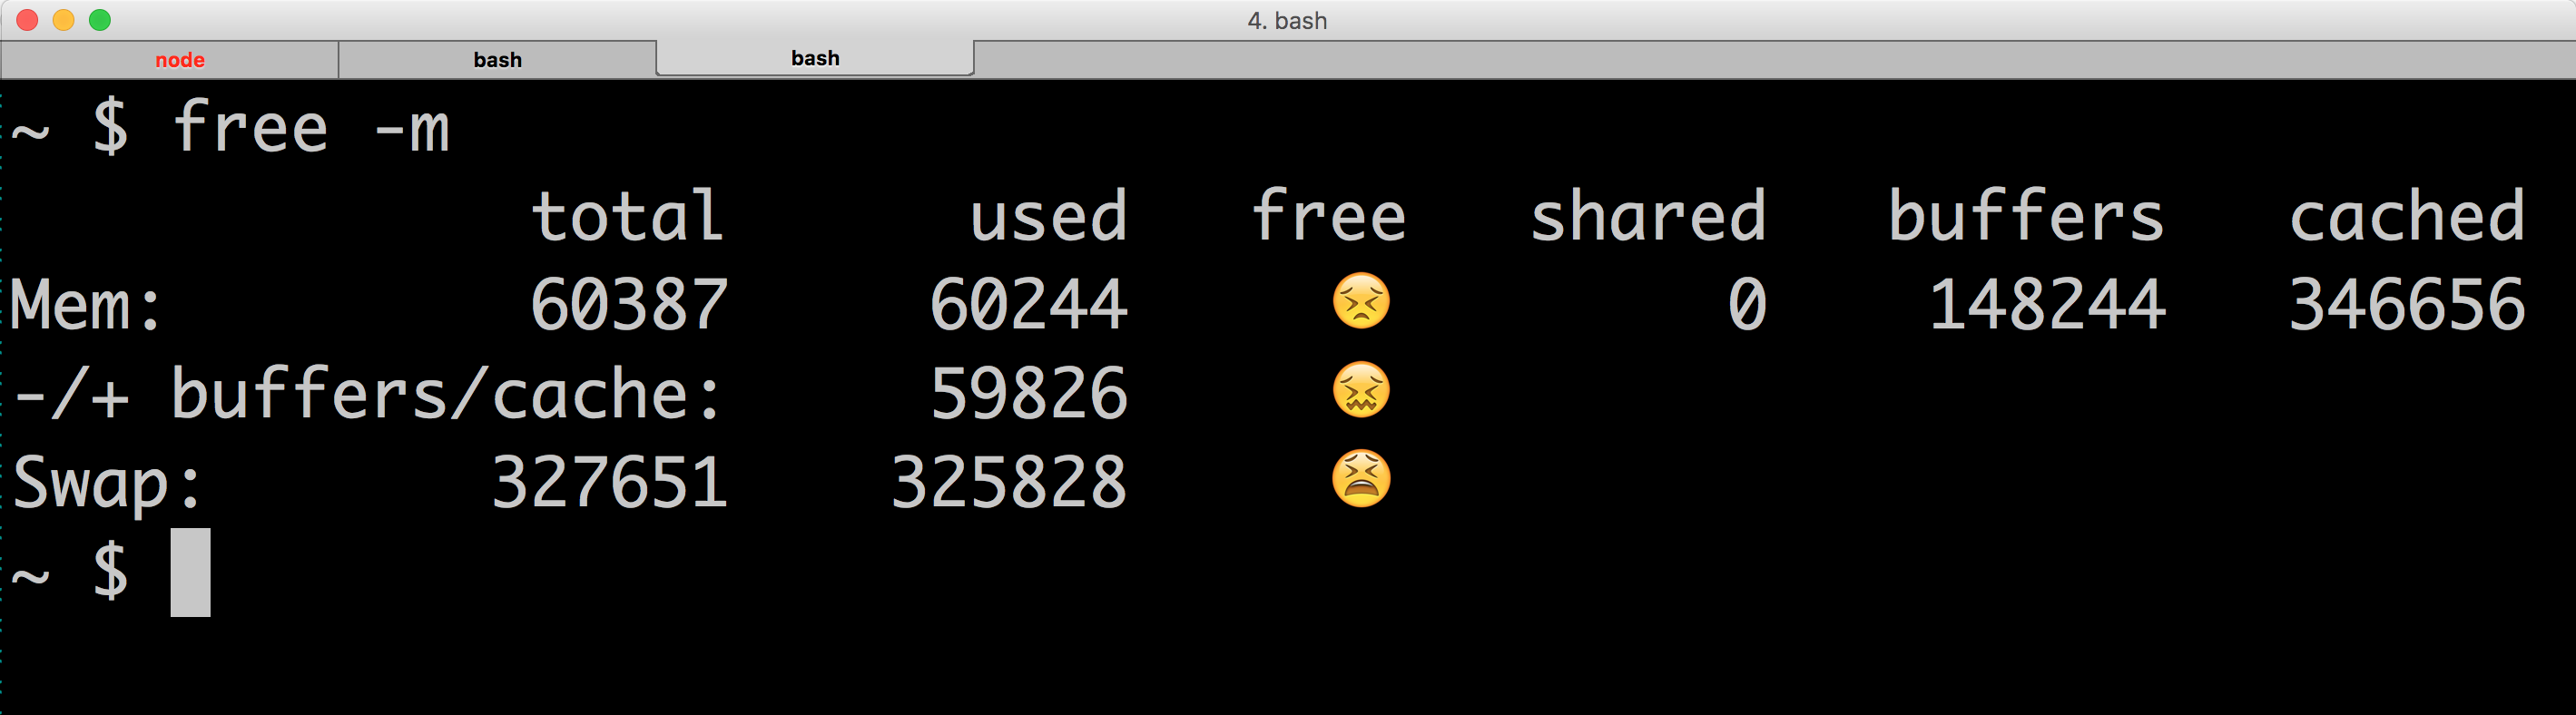 4. bash
node bash bash
~ $ free -m
total used free shared buffers cached
Mem: 60387 60244 😣 0 148244 346656
-/+ buffers/cache: 59826 😖
Swap: 327651 325828 😫
~ $